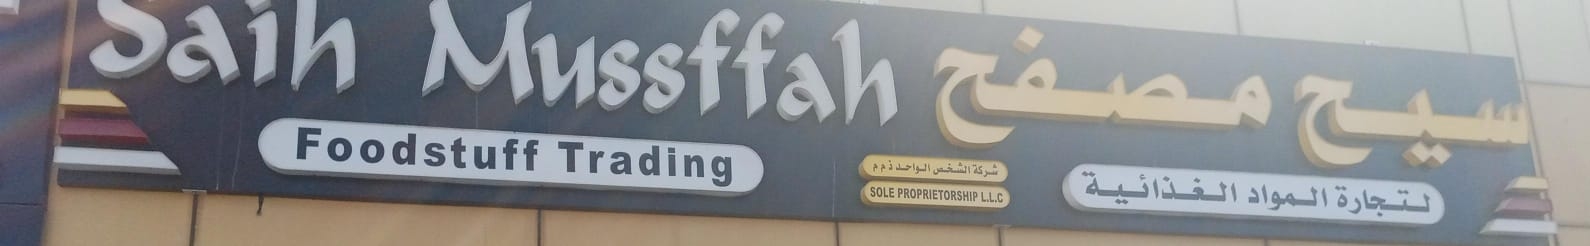 Saih Mussffah سيح مصفح
Foodstuff Trading
شركة الشخص الواحد ذ م م
SOLE PROPRIETORSHIP L.L.C
لتجارة المواد الغذائية